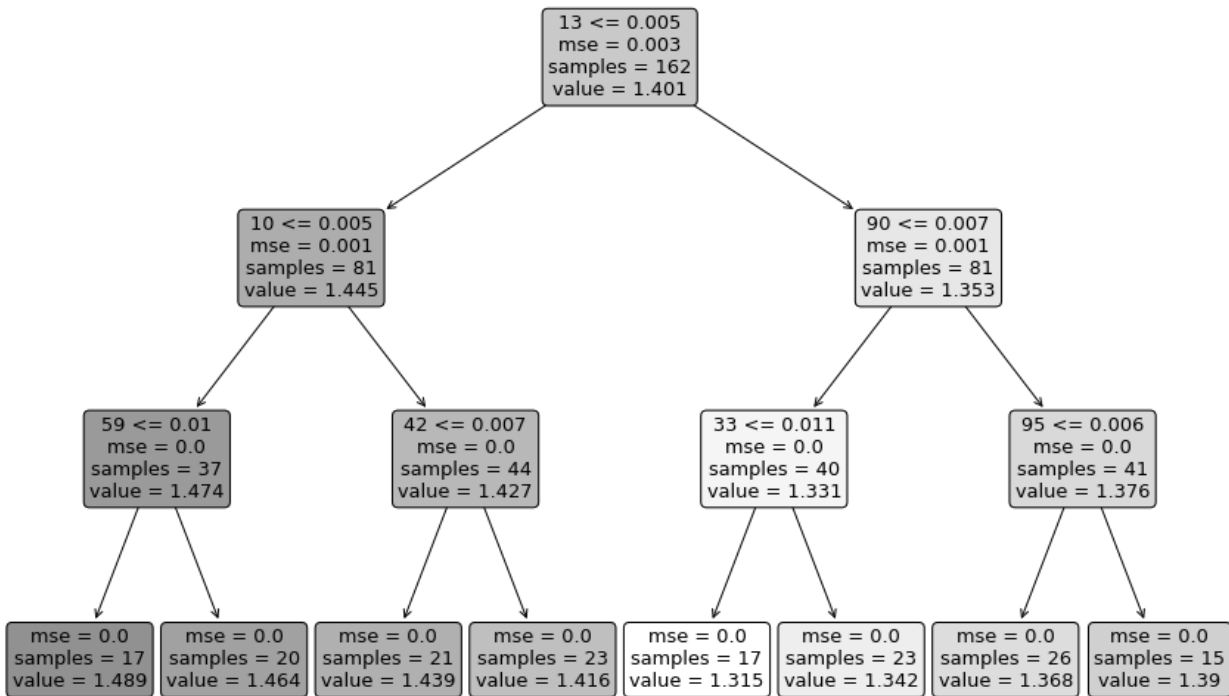 13 <= 0.005
mse = 0.003
samples = 162
value = 1.401
10 <= 0.005
mse = 0.001
samples = 81
value = 1.445
90 <= 0.007
mse = 0.001
samples = 81
value = 1.353
59 <= 0.01
mse = 0.0
samples = 37
value = 1.474
42 <= 0.007
mse = 0.0
samples = 44
value = 1.427
33 <= 0.011
mse = 0.0
samples = 40
value = 1.331
95 <= 0.006
mse = 0.0
samples = 41
value = 1.376
mse = 0.0
samples = 17
value = 1.489
mse = 0.0
samples = 20
value = 1.464
mse = 0.0
samples = 21
value = 1.439
mse = 0.0
samples = 23
value = 1.416
mse = 0.0
samples = 17
value = 1.315
mse = 0.0
samples = 23
value = 1.342
mse = 0.0
samples = 26
value = 1.368
mse = 0.0
samples = 15
value = 1.39